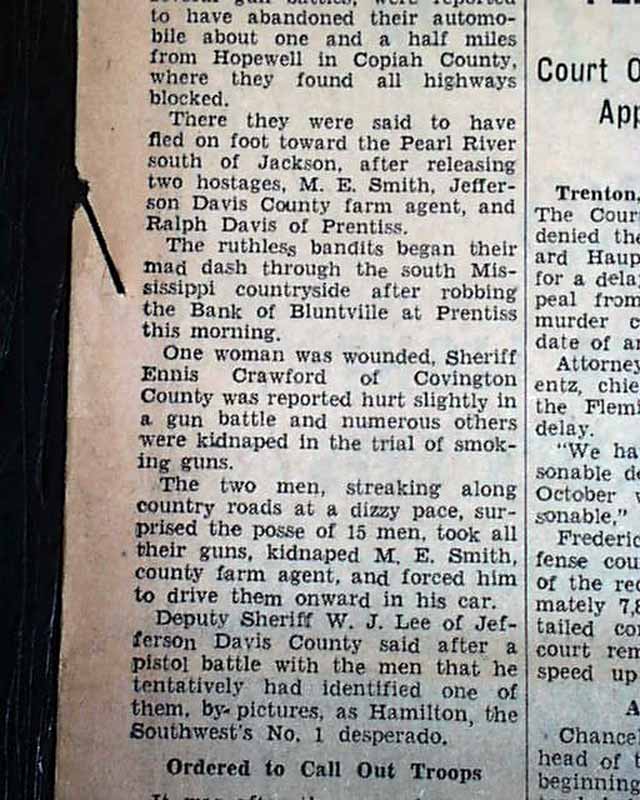 several gun battles, were reported
to have abandoned their automo-
bile about one and a half miles
from Hopewell in Copiah County,
where they found all highways
blocked.
There they were said to have
fled on foot toward the Pearl River
south of Jackson, after releasing
two hostages, M. E. Smith, Jeffer-
son Davis County farm agent, and
Ralph Davis of Prentiss.
The ruthless bandits began their
mad dash through the south Mis-
sissippi countryside after robbing
the Bank of Bluntville at Prentiss
this morning.
One woman was wounded, Sheriff
Ennis Crawford of Covington
County was reported hurt slightly in
a gun battle and numerous others
were kidnaped in the trial of smok-
ing guns.
The two men, streaking along
country roads at a dizzy pace, sur-
prised the posse of 15 men, took all
their guns, kidnaped M. E. Smith,
county farm agent, and forced him
to drive them onward in his car.
Deputy Sheriff W. J. Lee of Jef-
ferson Davis County said after a
pistol battle with the men that he
tentatively had identified one of
them, by pictures, as Hamilton, the
Southwest's No. 1 desperado.
Ordered to Call Out Troops
Court O
App
Trenton,
The Cour
denied the
ard Haup
for a dela
peal from
murder c
date of a
Attorney
entz, chie
the Flemi
delay.
"We ha
sonable de
October
sonable,"
Frederic
fense cou
of the rec
mately 7,8
tailed co
court rem
speed up
A
Chancel
head of t
beginning